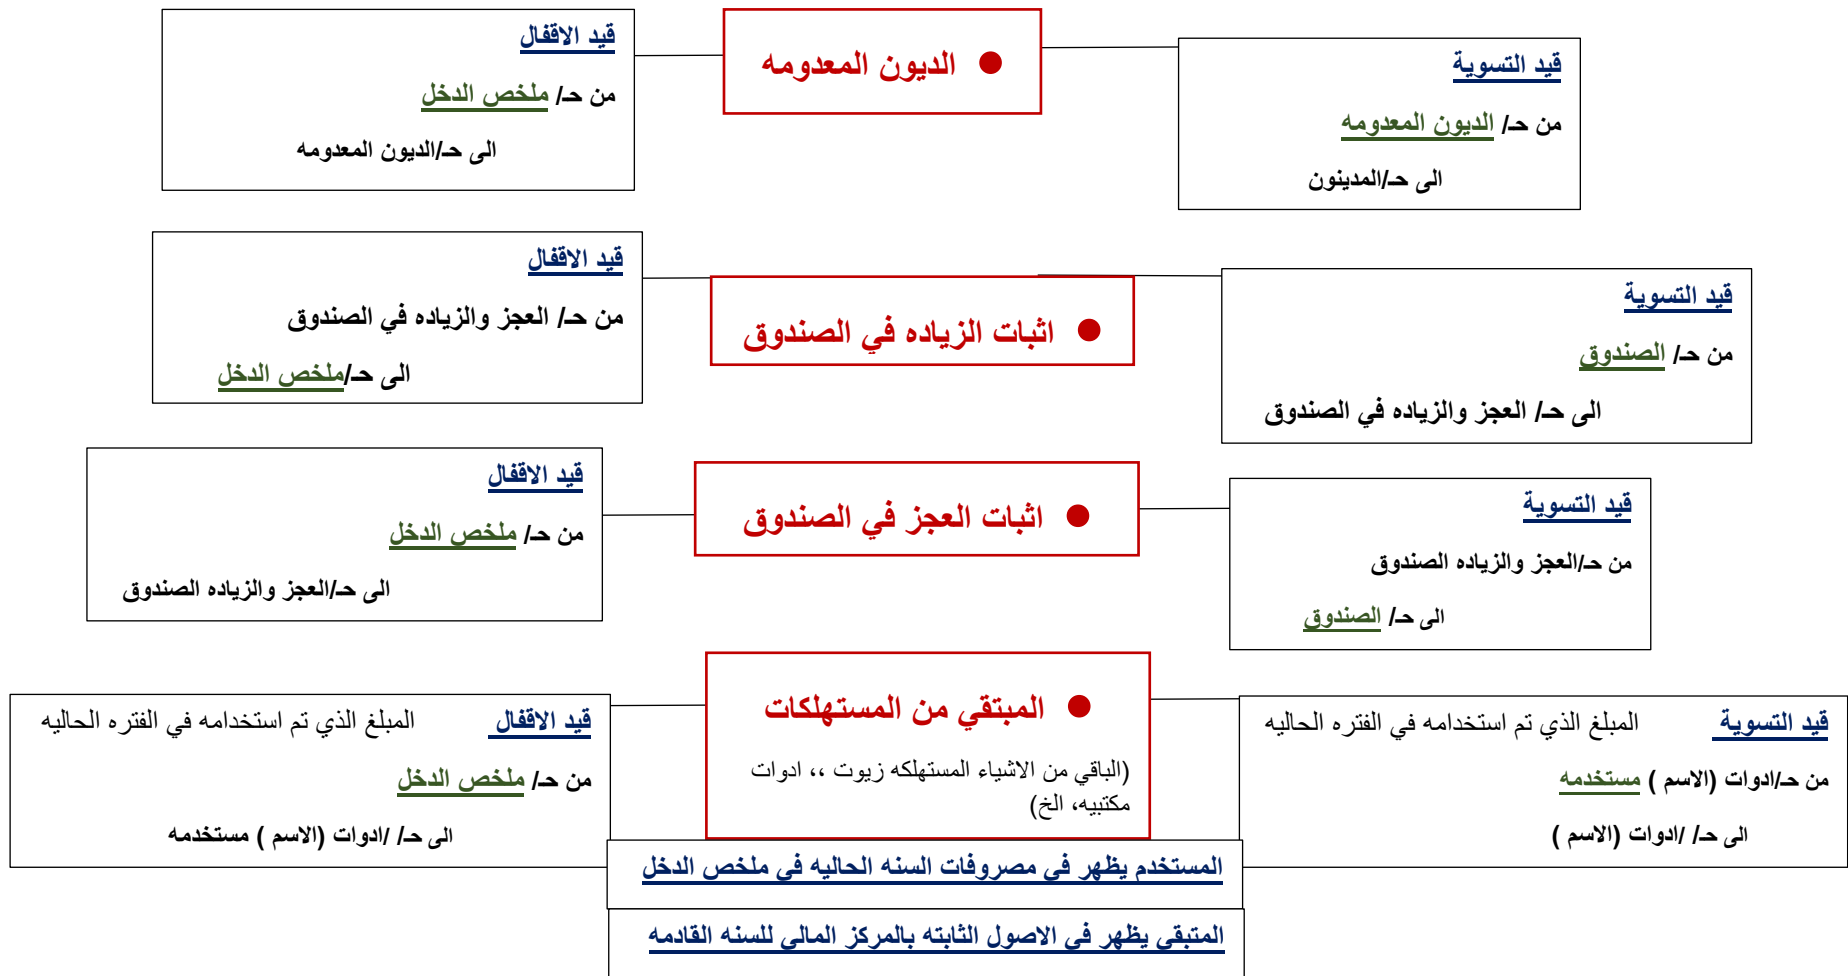 ● الديون المعدومه
قيد التسوية
من حـ/ الديون المعدومه
الى حـ/المدينون
قيد الاقفال
من حـ/ ملخص الدخل
الى حـ/الديون المعدومه
● اثبات الزياده في الصندوق
قيد التسوية
من حـ/ الصندوق
الى حـ/ العجز والزياده في الصندوق
قيد الاقفال
من حـ/ العجز والزياده في الصندوق
الى حـ/ملخص الدخل
● اثبات العجز في الصندوق
قيد التسوية
من حـ/العجز والزياده الصندوق
الى حـ/ الصندوق
قيد الاقفال
من حـ/ ملخص الدخل
الى حـ/العجز والزياده الصندوق
● المبتقي من المستهلكات
(الباقي من الاشياء المستهلكه زيوت ،، ادوات
مكتبيه، الخ)
قيد التسوية المبلغ الذي تم استخدامه في الفتره الحاليه
من حـ/ادوات (الاسم ) مستخدمه
الى حـ/ /ادوات (الاسم )
قيد الاقفال المبلغ الذي تم استخدامه في الفتره الحاليه
من حـ/ ملخص الدخل
الى حـ/ /ادوات (الاسم ) مستخدمه
المستخدم يظهر في مصروفات السنه الحاليه في ملخص الدخل
المتبقي يظهر في الاصول الثابته بالمركز المالي للسنه القادمه